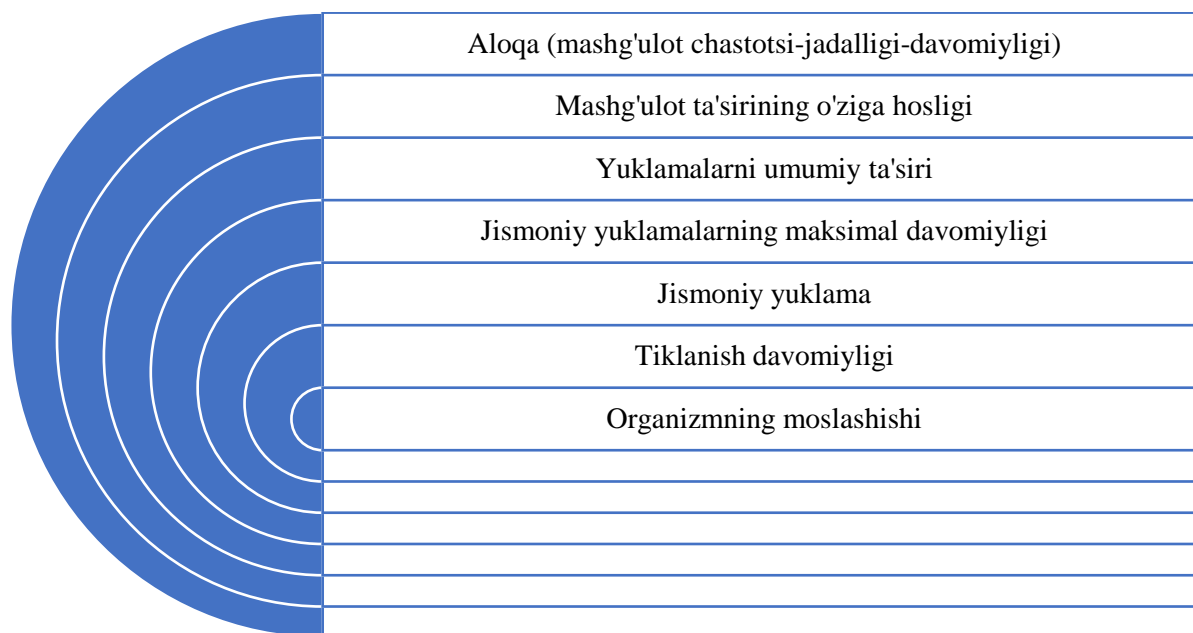 Aloqa (mashg'ulot chastotsi-jadalligi-davomiyligi)
Mashg'ulot ta'sirining o'ziga hosligi
Yuklamalarni umumiy ta'siri
Jismoniy yuklamalarning maksimal davomiyligi
Jismoniy yuklama
Tiklanish davomiyligi
Organizmning moslashishi